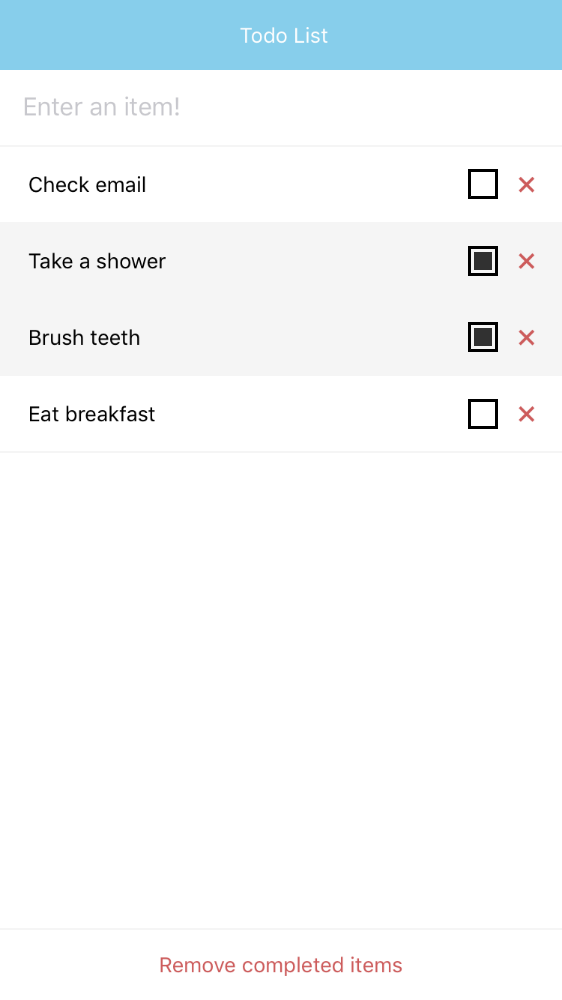 Todo List
Enter an item!
Check email
Take a shower
Brush teeth
Eat breakfast
Remove completed items